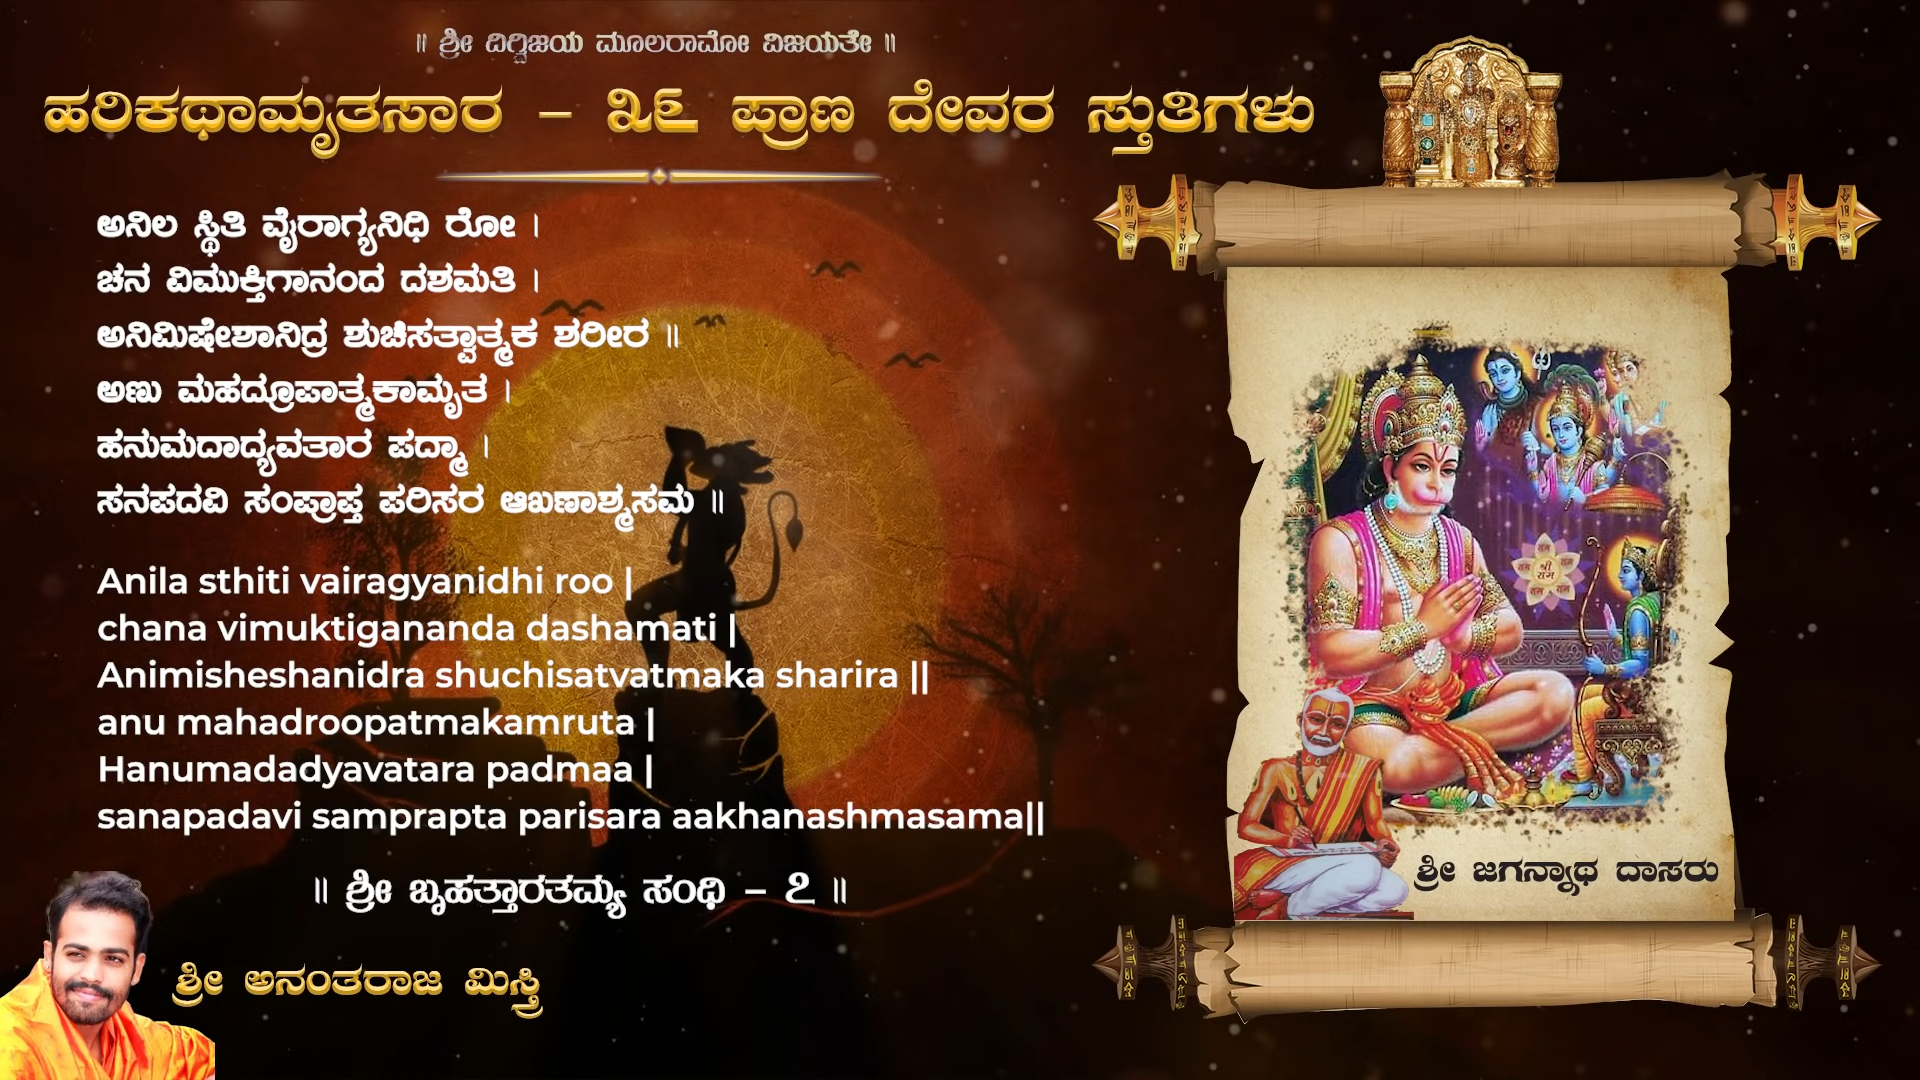 ॥ ಶ್ರೀ ದಿಗ್ವಿಜಯ ಮೂಲರಾಮೋ ವಿಜಯತೇ ॥
ಹರಿಕಥಾಮೃತಸಾರ – ೩೬ ಪ್ರಾಣ ದೇವರ ಸ್ತುತಿಗಳು
ಅನಿಲ ಸ್ಥಿತಿ ವೈರಾಗ್ಯನಿಧಿ ರೋ ।
ಚನ ವಿಮುಕ್ತಿಗಾನಂದ ದಶಮತಿ ।
ಅನಿಮಿಷೇಶಾನಿದ್ರ ಶುಚಿಸತ್ವಾತ್ಮಕ ಶರೀರ ॥
ಅಣು ಮಹದ್ರೂಪಾತ್ಮಕಾಮೃತ ।
ಹನುಮದಾದ್ಯವತಾರ ಪದ್ಮಾ ।
ಸನಪದವಿ ಸಂಪ್ರಾಪ್ತ ಪರಿಸರ ಆಖಣಾಶ್ಮಸಮ ॥
Anila sthiti vairagyanidhi roo |
chana vimuktigananda dashamati |
Animisheshanidra shuchisatvatmaka sharira ||
anu mahadroopatmakamruta |
Hanumadadyavatara padmaa |
sanapadavi samprapta parisara aakhanashmasama||
॥ ಶ್ರೀ ಬೃಹತ್ತಾರತಮ್ಯ ಸಂಧಿ – ೭ ॥
ಶ್ರೀ ಅನಂತರಾಜ ಮಿಸ್ತ್ರಿ
श्री
राम
ಶ್ರೀ ಜಗನ್ನಾಥ ದಾಸರು